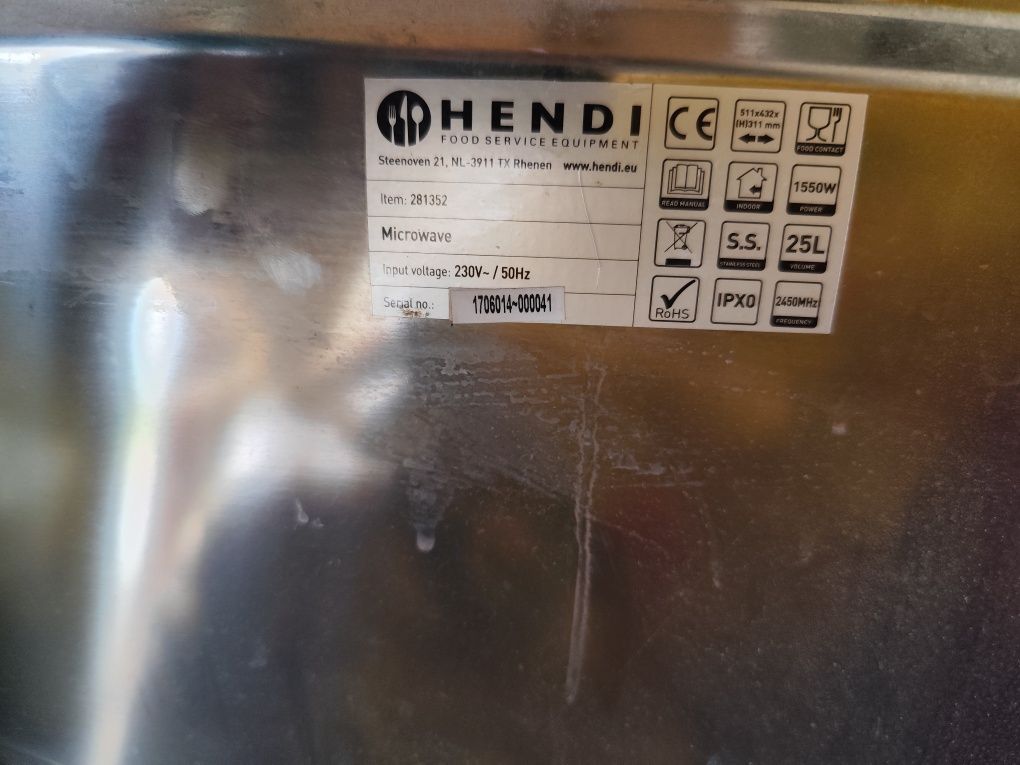 HENDI
FOOD SERVICE EQUIPMENT
Steenoven 21, NL-3911 TX Rhenen www.hendi.eu
Item: 281352
Microwave
Input voltage: 230V~ / 50Hz
Serial no.: 1706014~000041
CE
511x432x
(H)311 mm
FOOD CONTACT
READ MANUAL
INDOOR
1550W
POWER
S.S.
STAINLESS STEEL
25L
VOLUME
RoHS
IPX0
2450MHz
FREQUENCY